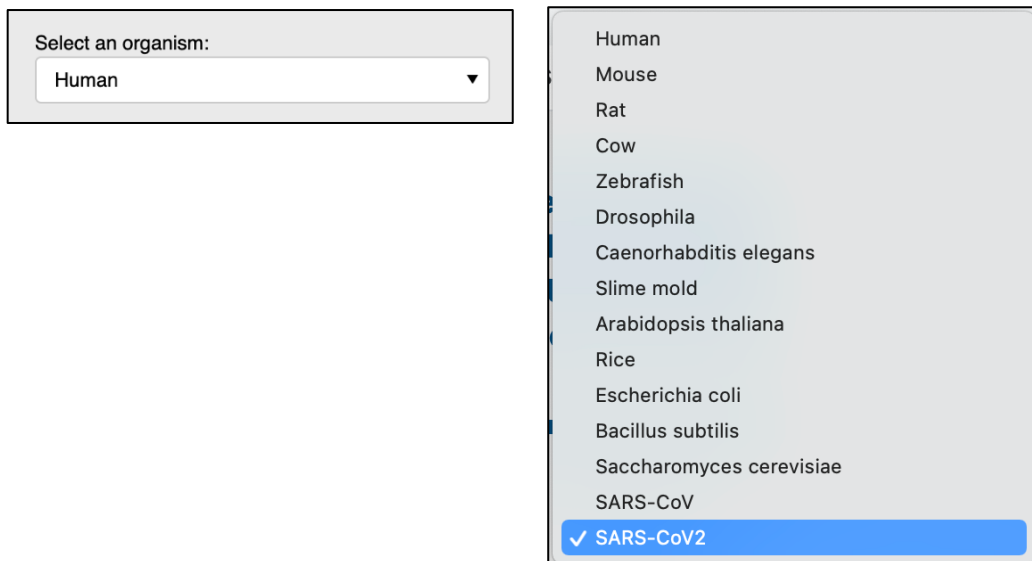 Select an organism:
Human
Human
Mouse
Rat
Cow
Zebrafish
Drosophila
Caenorhabditis elegans
Slime mold
Arabidopsis thaliana
Rice
Escherichia coli
Bacillus subtilis
Saccharomyces cerevisiae
SARS-CoV
SARS-CoV2